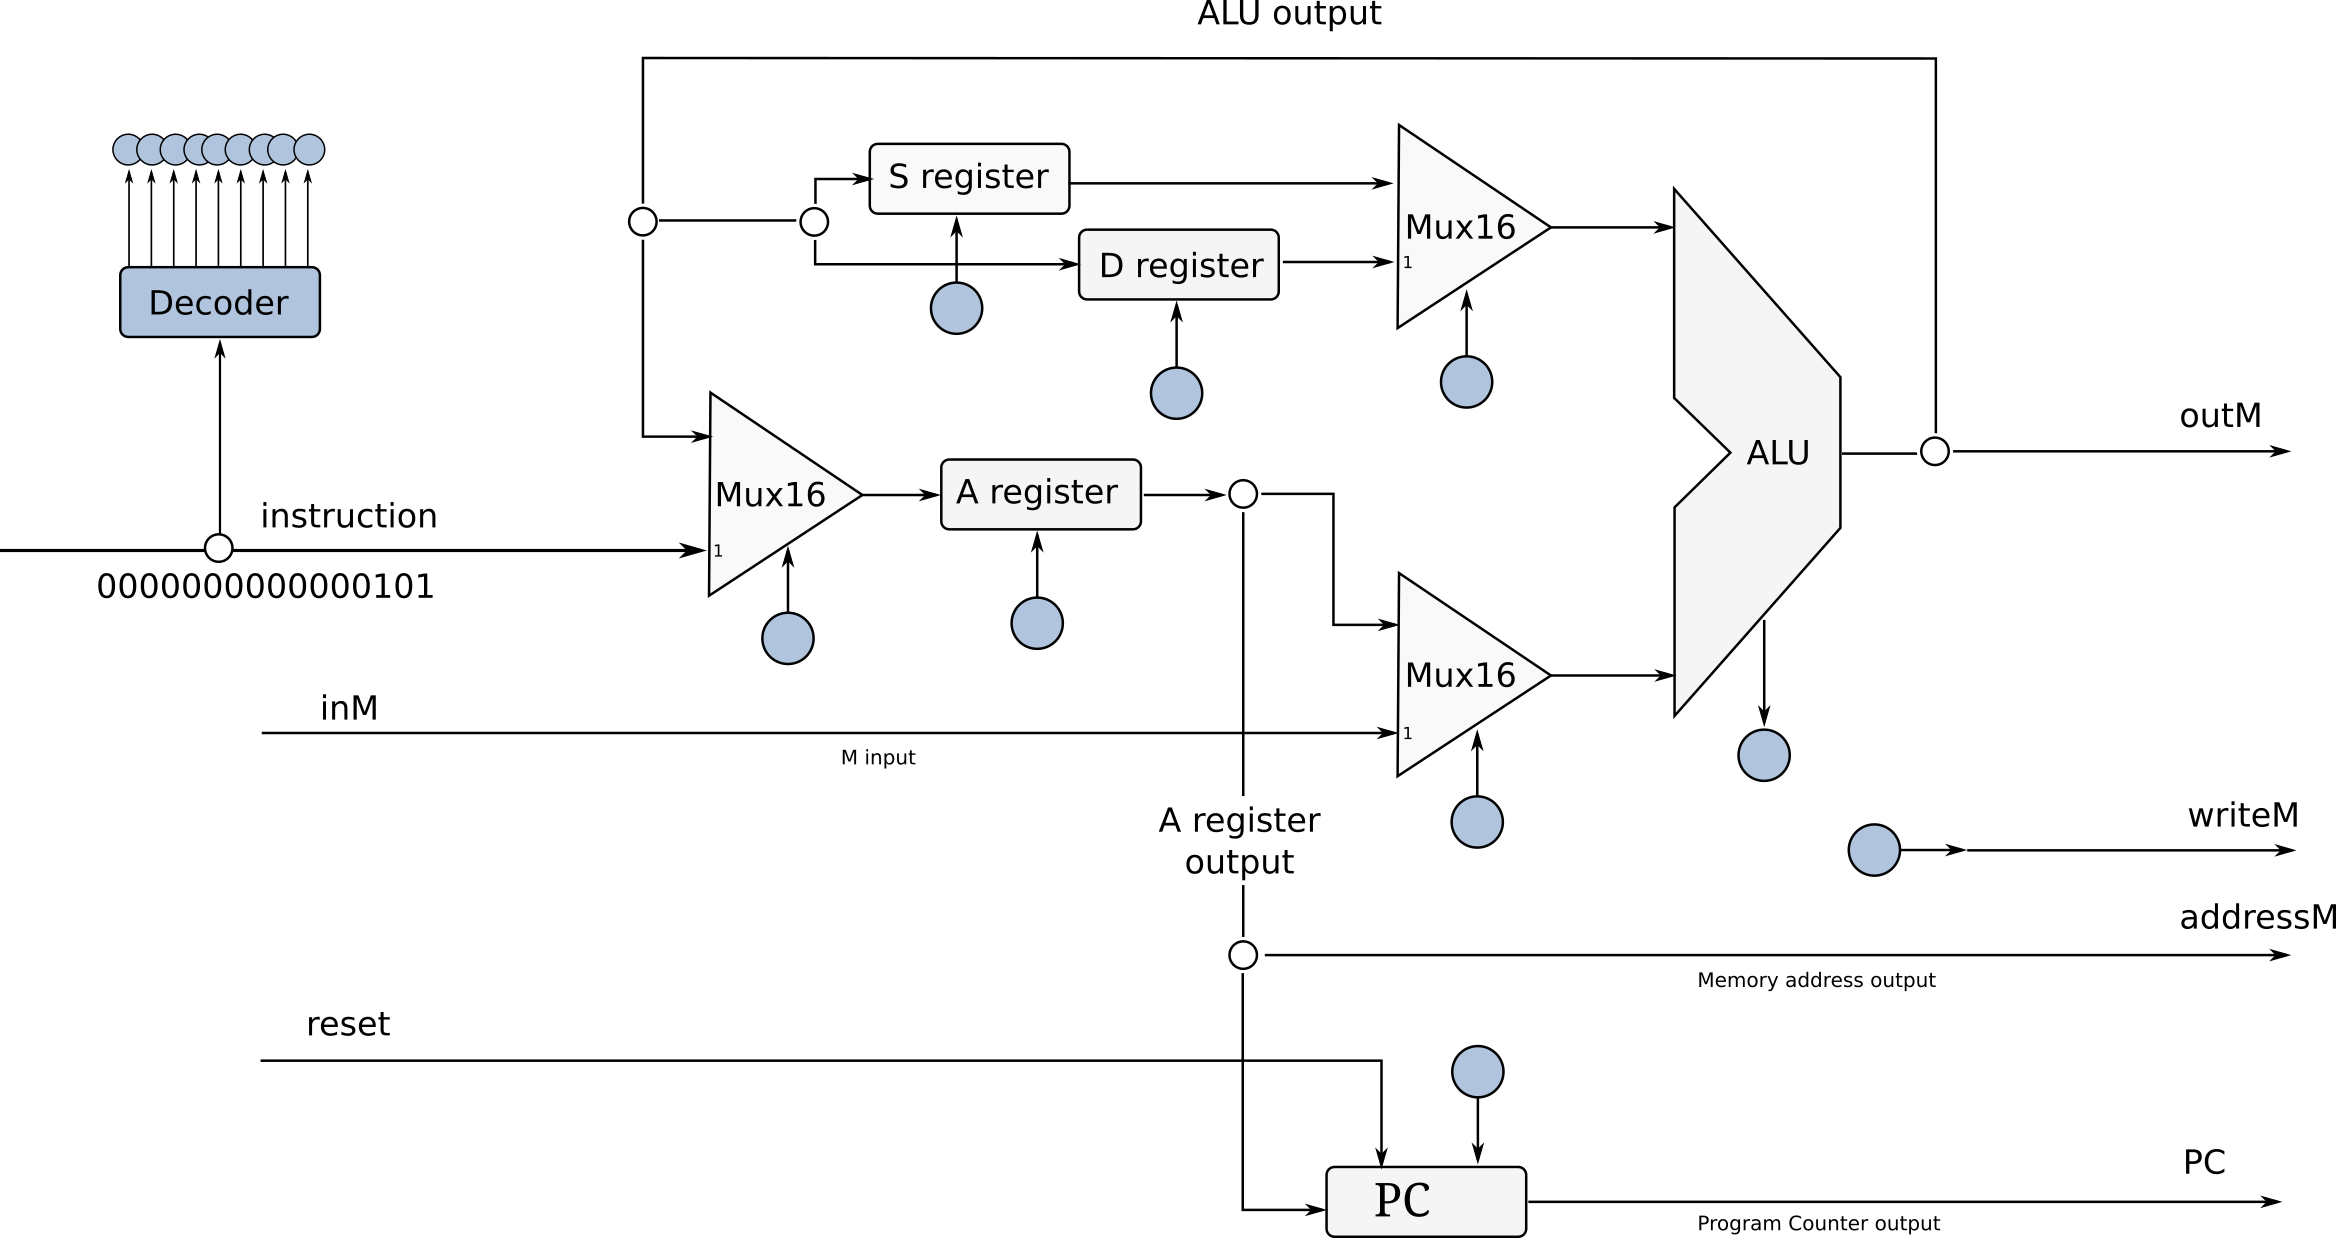 ALU output
S register
Mux16
D register
1
Decoder
ALU
outM
Mux16
A register
instruction
1
0000000000000101
Mux16
inM
1
M input
A register
output
writeM
addressM
Memory address output
reset
PC
PC
Program Counter output